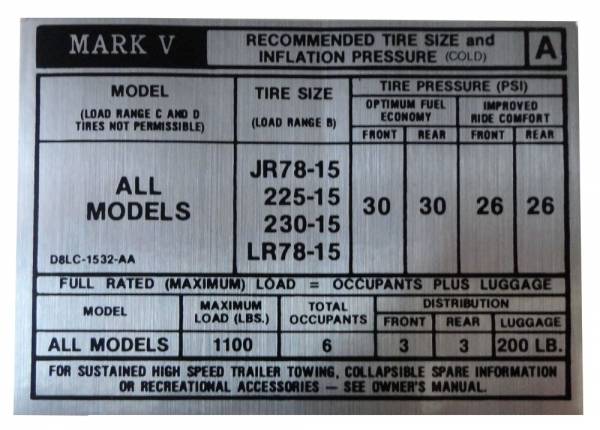 MARK V
RECOMMENDED TIRE SIZE and
INFLATION PRESSURE (COLD)
A
MODEL
(LOAD RANGE C AND D
TIRES NOT PERMISSIBLE)
TIRE SIZE
(LOAD RANGE B)
TIRE PRESSURE (PSI)
OPTIMUM FUEL
ECONOMY
IMPROVED
RIDE COMFORT
FRONT REAR FRONT REAR
ALL
MODELS
D8LC-1532-AA
JR78-15
225-15
230-15
LR78-15
30 30 26 26
FULL RATED (MAXIMUM) LOAD = OCCUPANTS PLUS LUGGAGE
MODEL
MAXIMUM
LOAD (LBS.)
TOTAL
OCCUPANTS
DISTRIBUTION
FRONT REAR LUGGAGE
ALL MODELS 1100 6 3 3 200 LB.
FOR SUSTAINED HIGH SPEED TRAILER TOWING, COLLAPSIBLE SPARE INFORMATION
OR RECREATIONAL ACCESSORIES — SEE OWNER'S MANUAL.